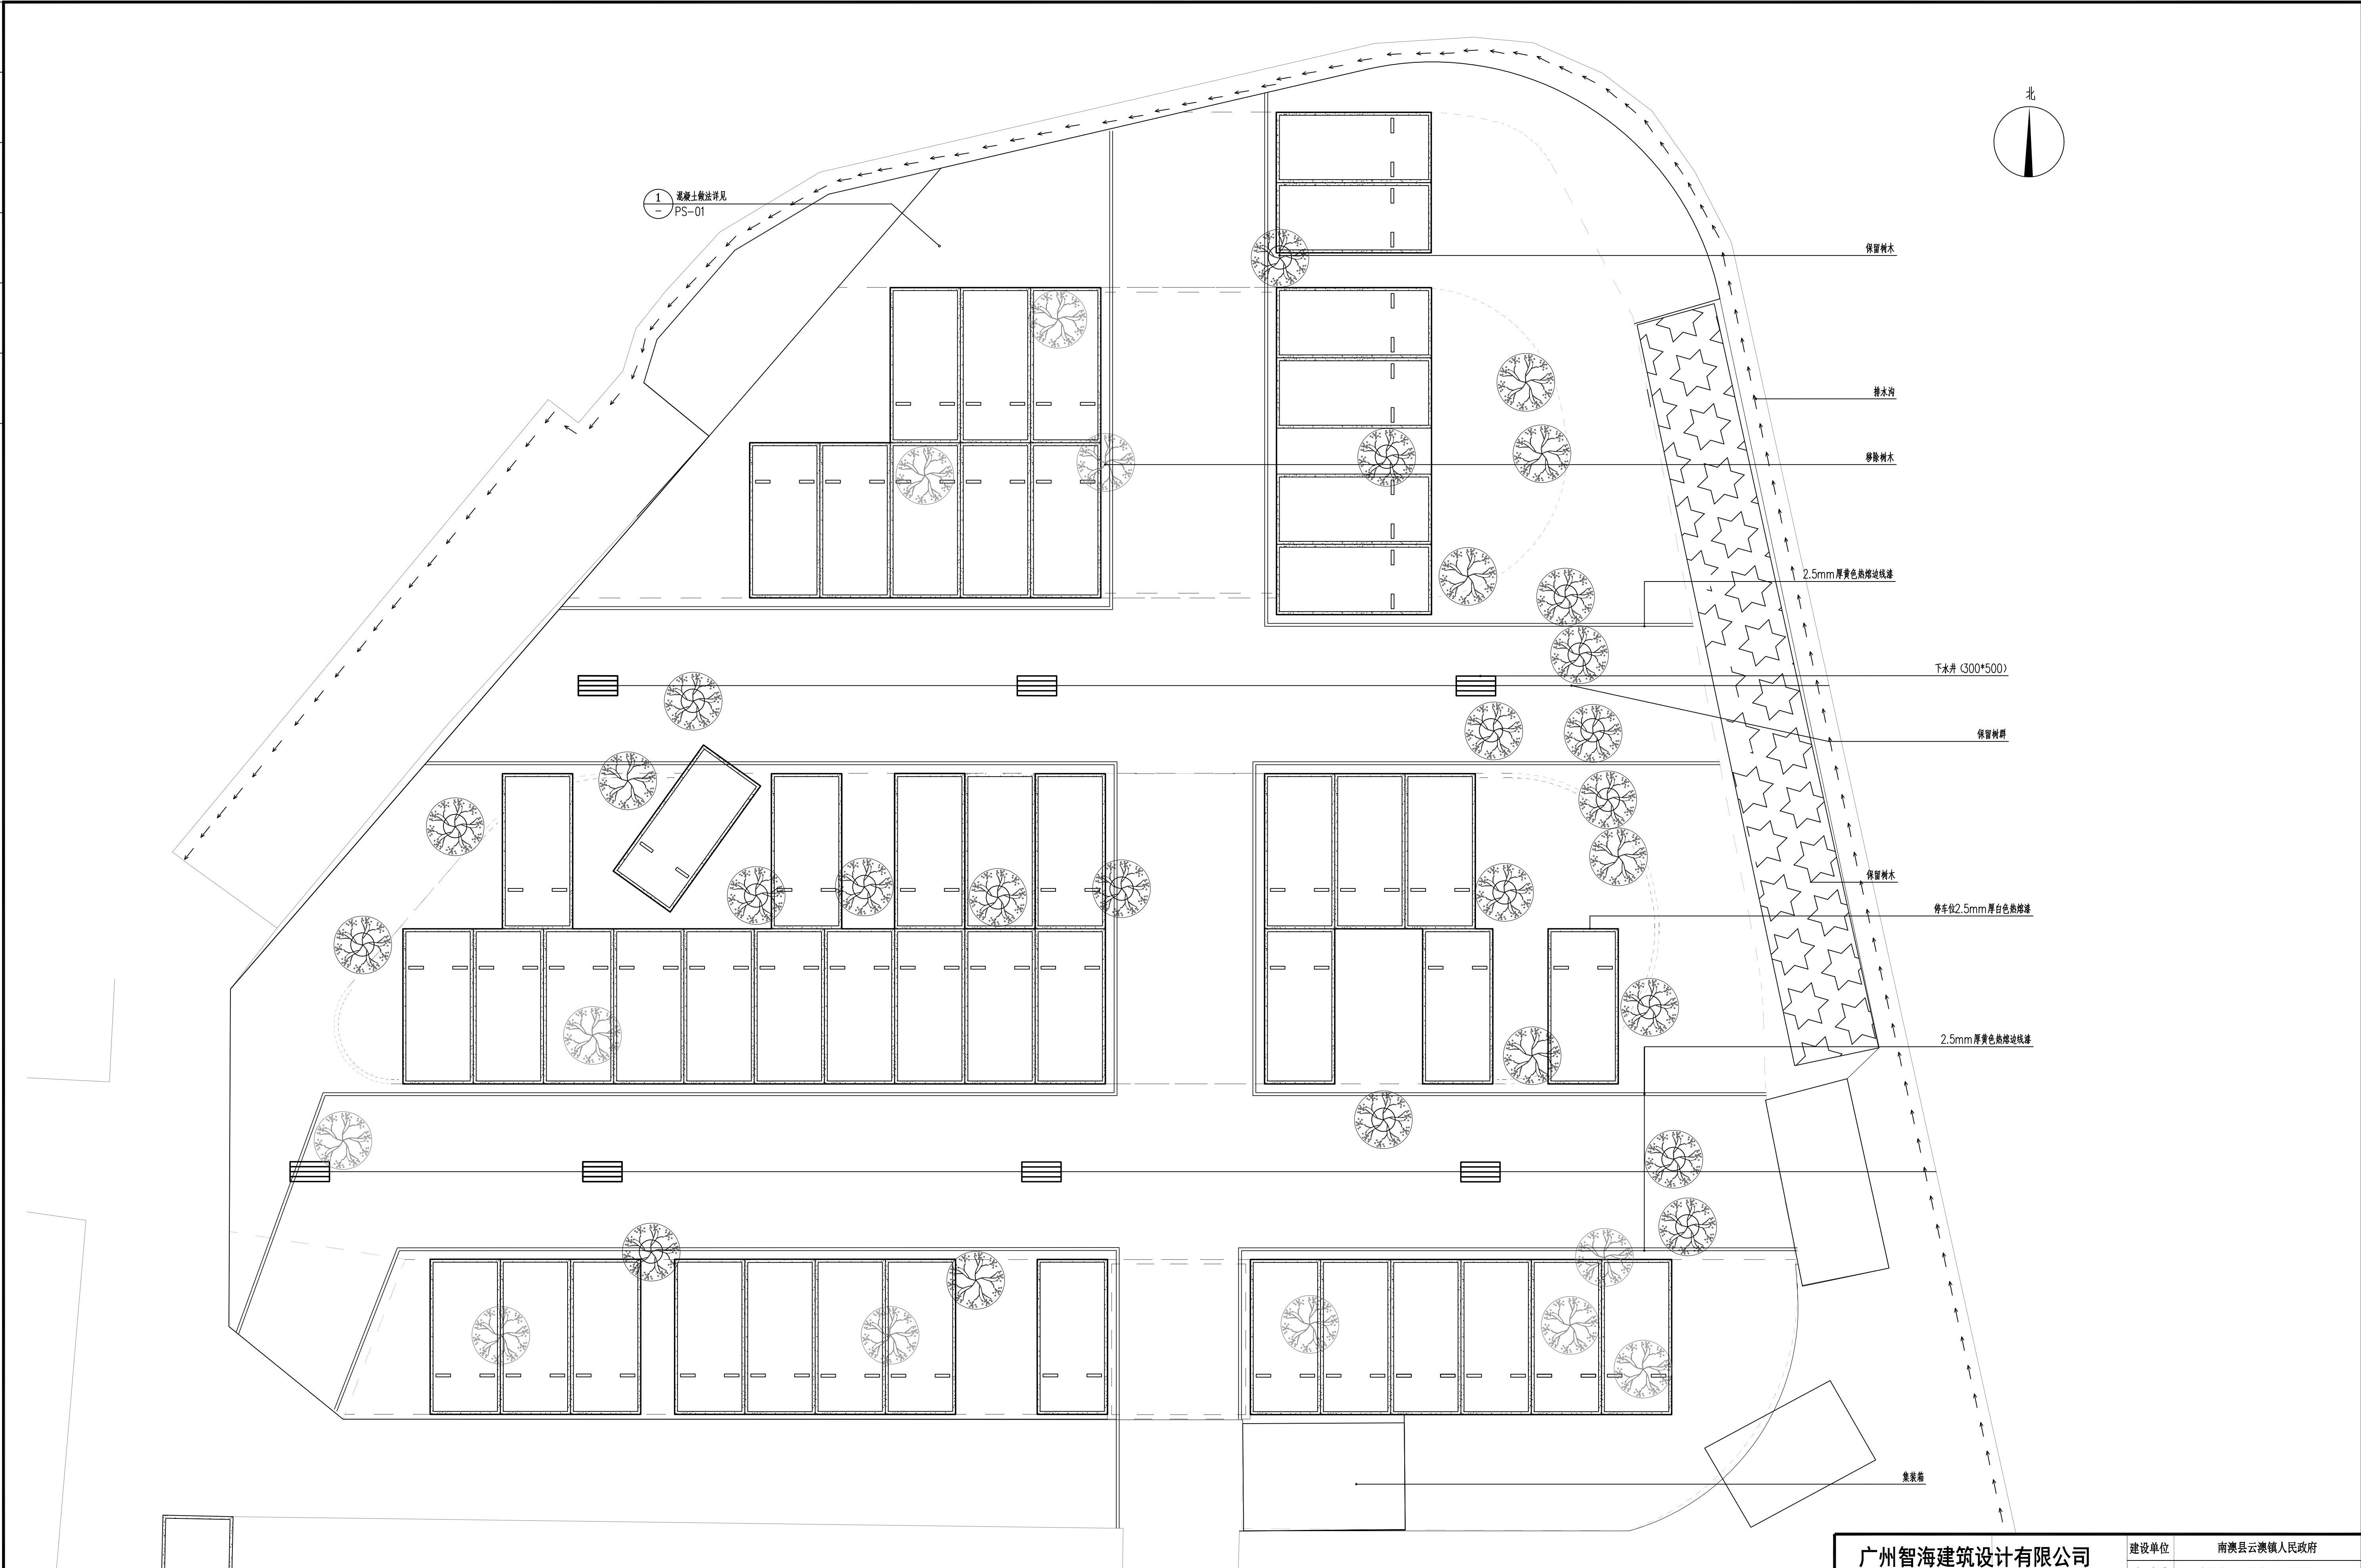 北
1
混凝土做法详见
-
PS-01
保留树木
排水沟
移除树木
2.5mm厚黄色热熔边线漆
下水井（300*500）
保留树群
保留树木
停车位2.5mm厚白色热熔漆
2.5mm厚黄色热熔边线漆
集装箱
广州智海建筑设计有限公司
建设单位
南澳县云澳镇人民政府